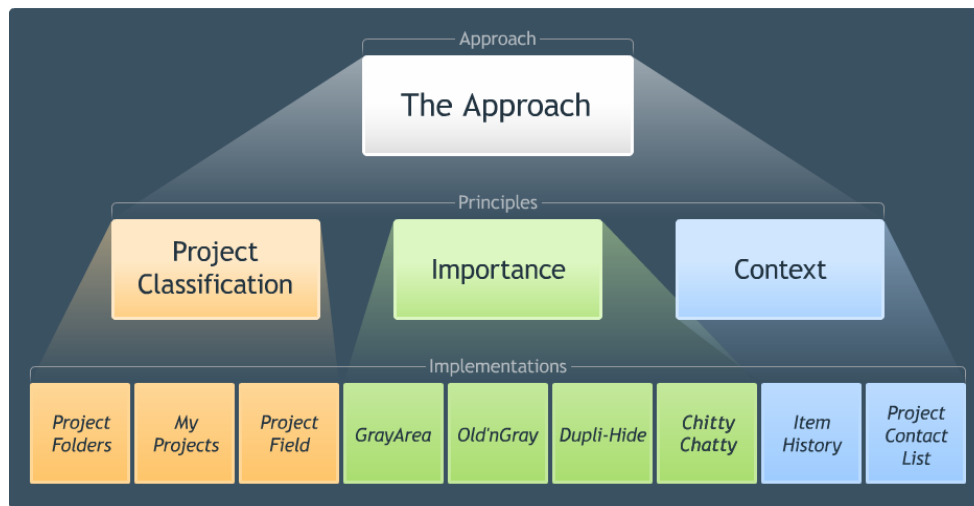 Approach
The Approach
Principles
Project
Classification
Importance
Context
Implementations
Project
Folders
My
Projects
Project
Field
GrayArea
Old'nGray
Dupli-Hide
Chitty
Chatty
Item
History
Project
Contact
List